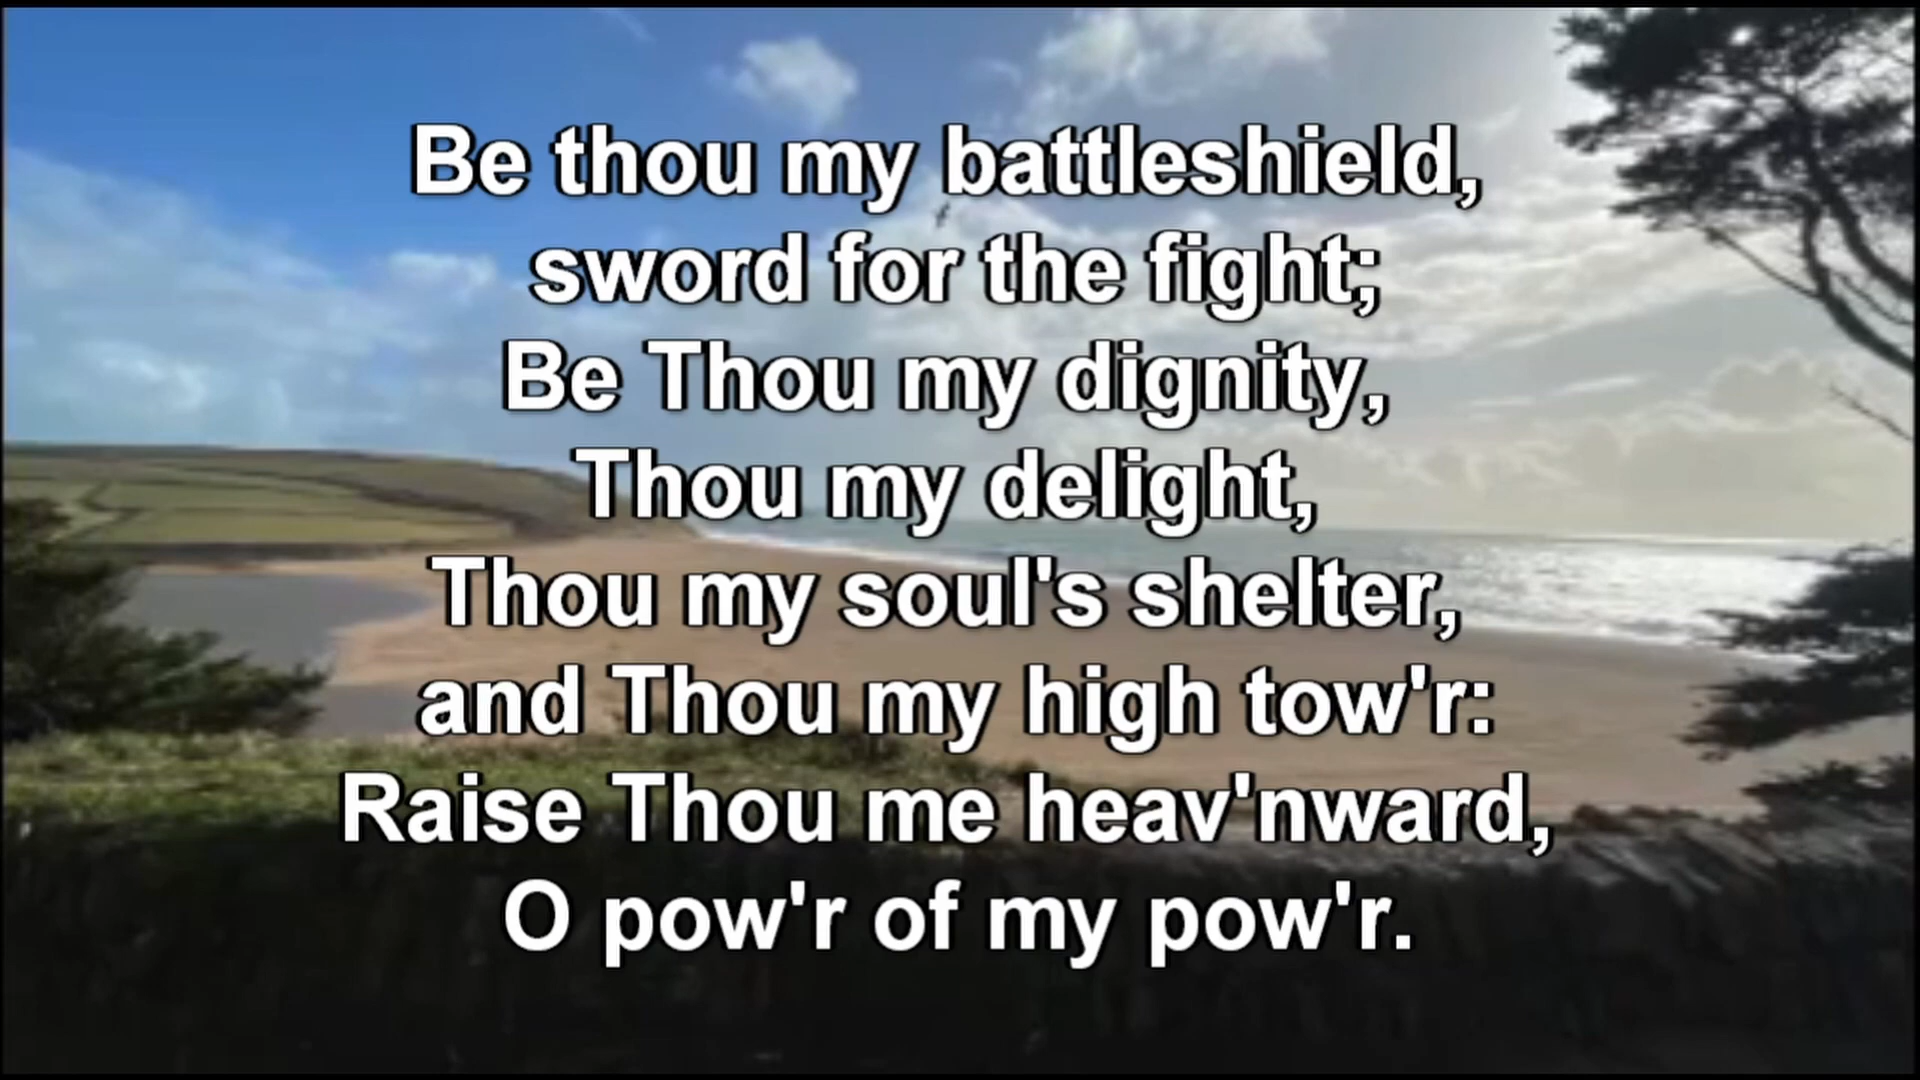 Be thou my battleshield,
sword for the fight;
Be Thou my dignity,
Thou my delight,
Thou my soul's shelter,
and Thou my high tow'r:
Raise Thou me heav'nward,
O pow'r of my pow'r.